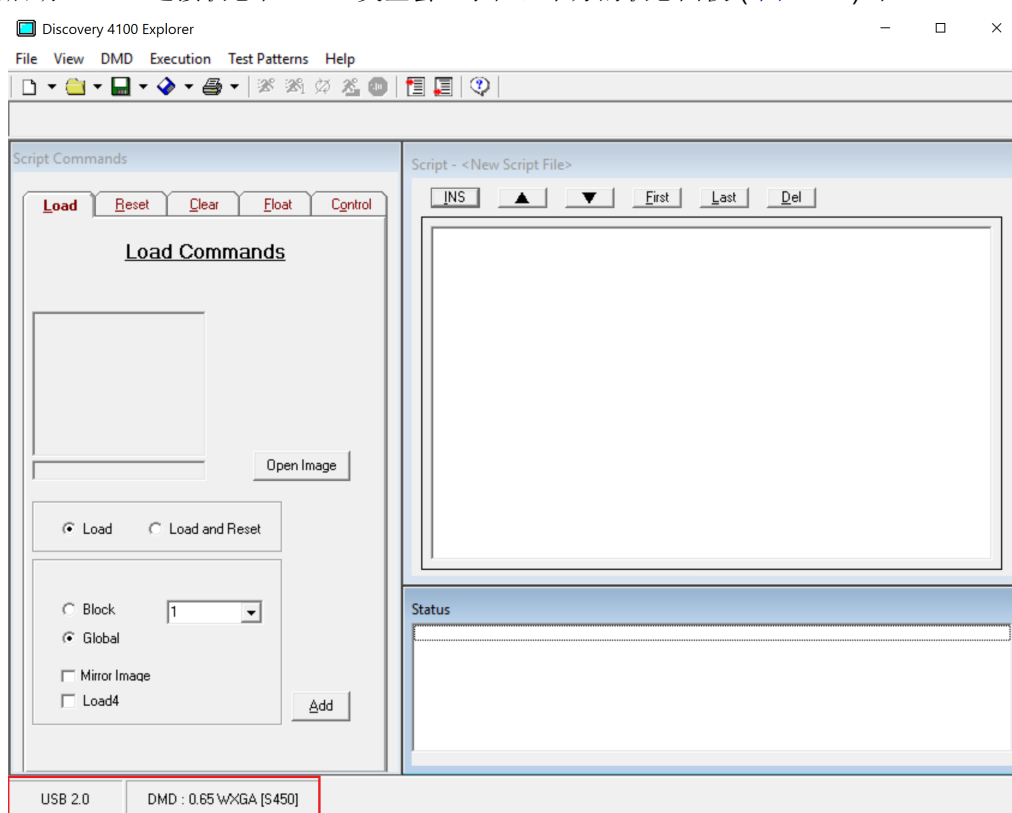 Discovery 4100 Explorer
File View DMD Execution Test Patterns Help
Script Commands
Load Reset Clear Float Control
Load Commands
Open Image
Load Load and Reset
Block 1
Global
Mirror Image
Load4
Add
Script - <New Script File>
INS First Last Del
Status
USB 2.0 DMD : 0.65 WXGA [S450]